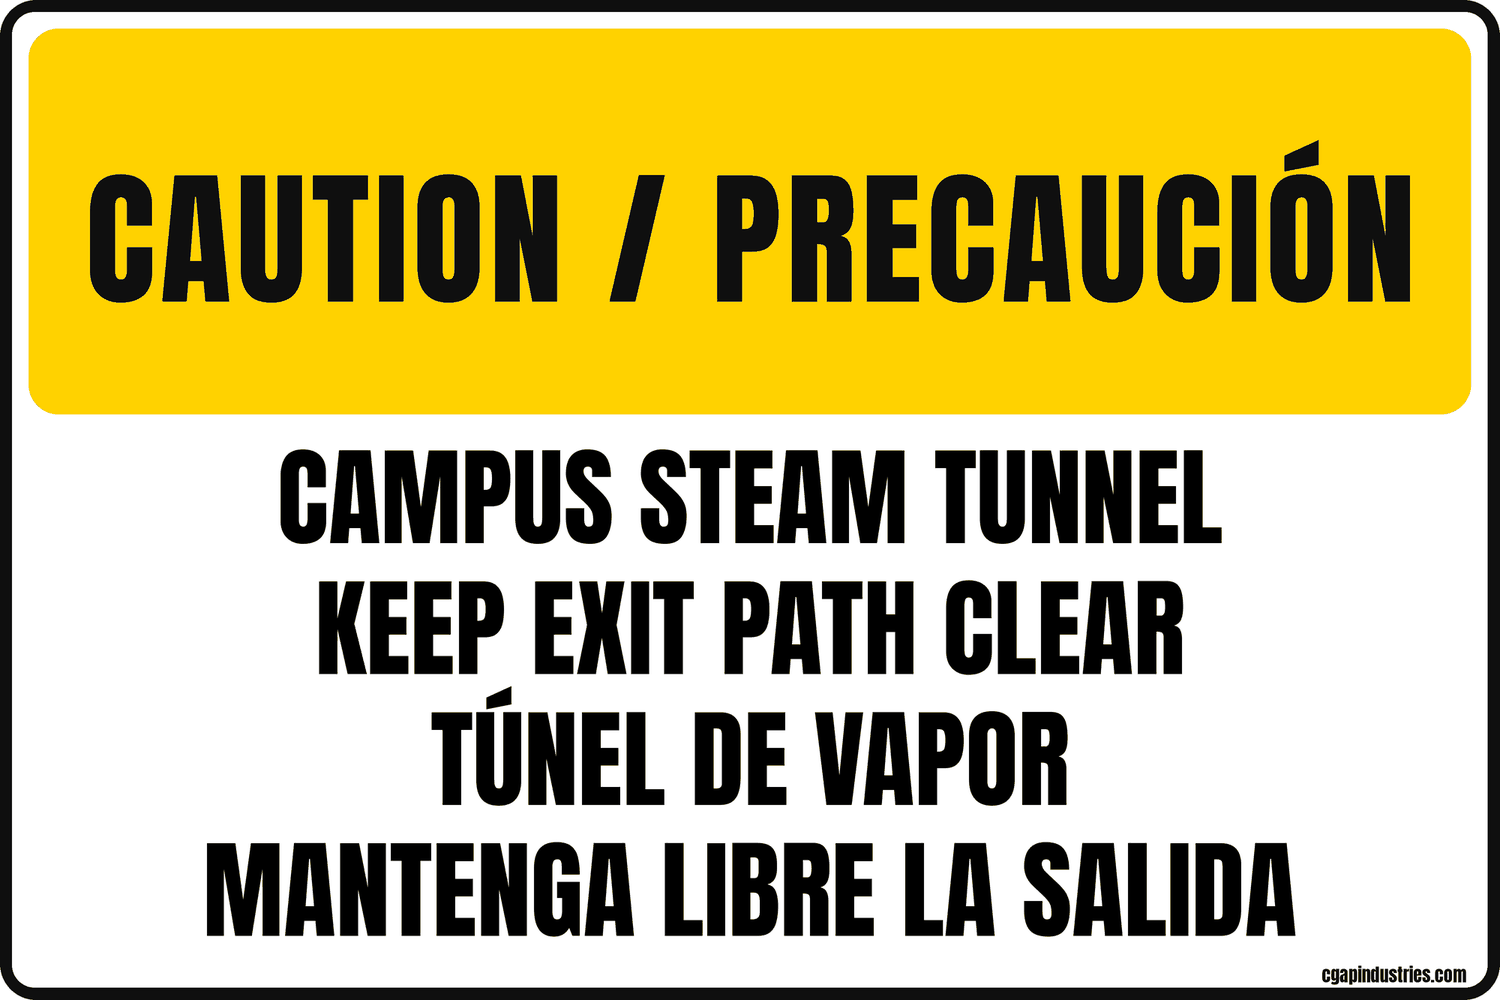 CAUTION / PRECAUCIÓN
CAMPUS STEAM TUNNEL
KEEP EXIT PATH CLEAR
TÚNEL DE VAPOR
MANTENGA LIBRE LA SALIDA
cgapindustries.com